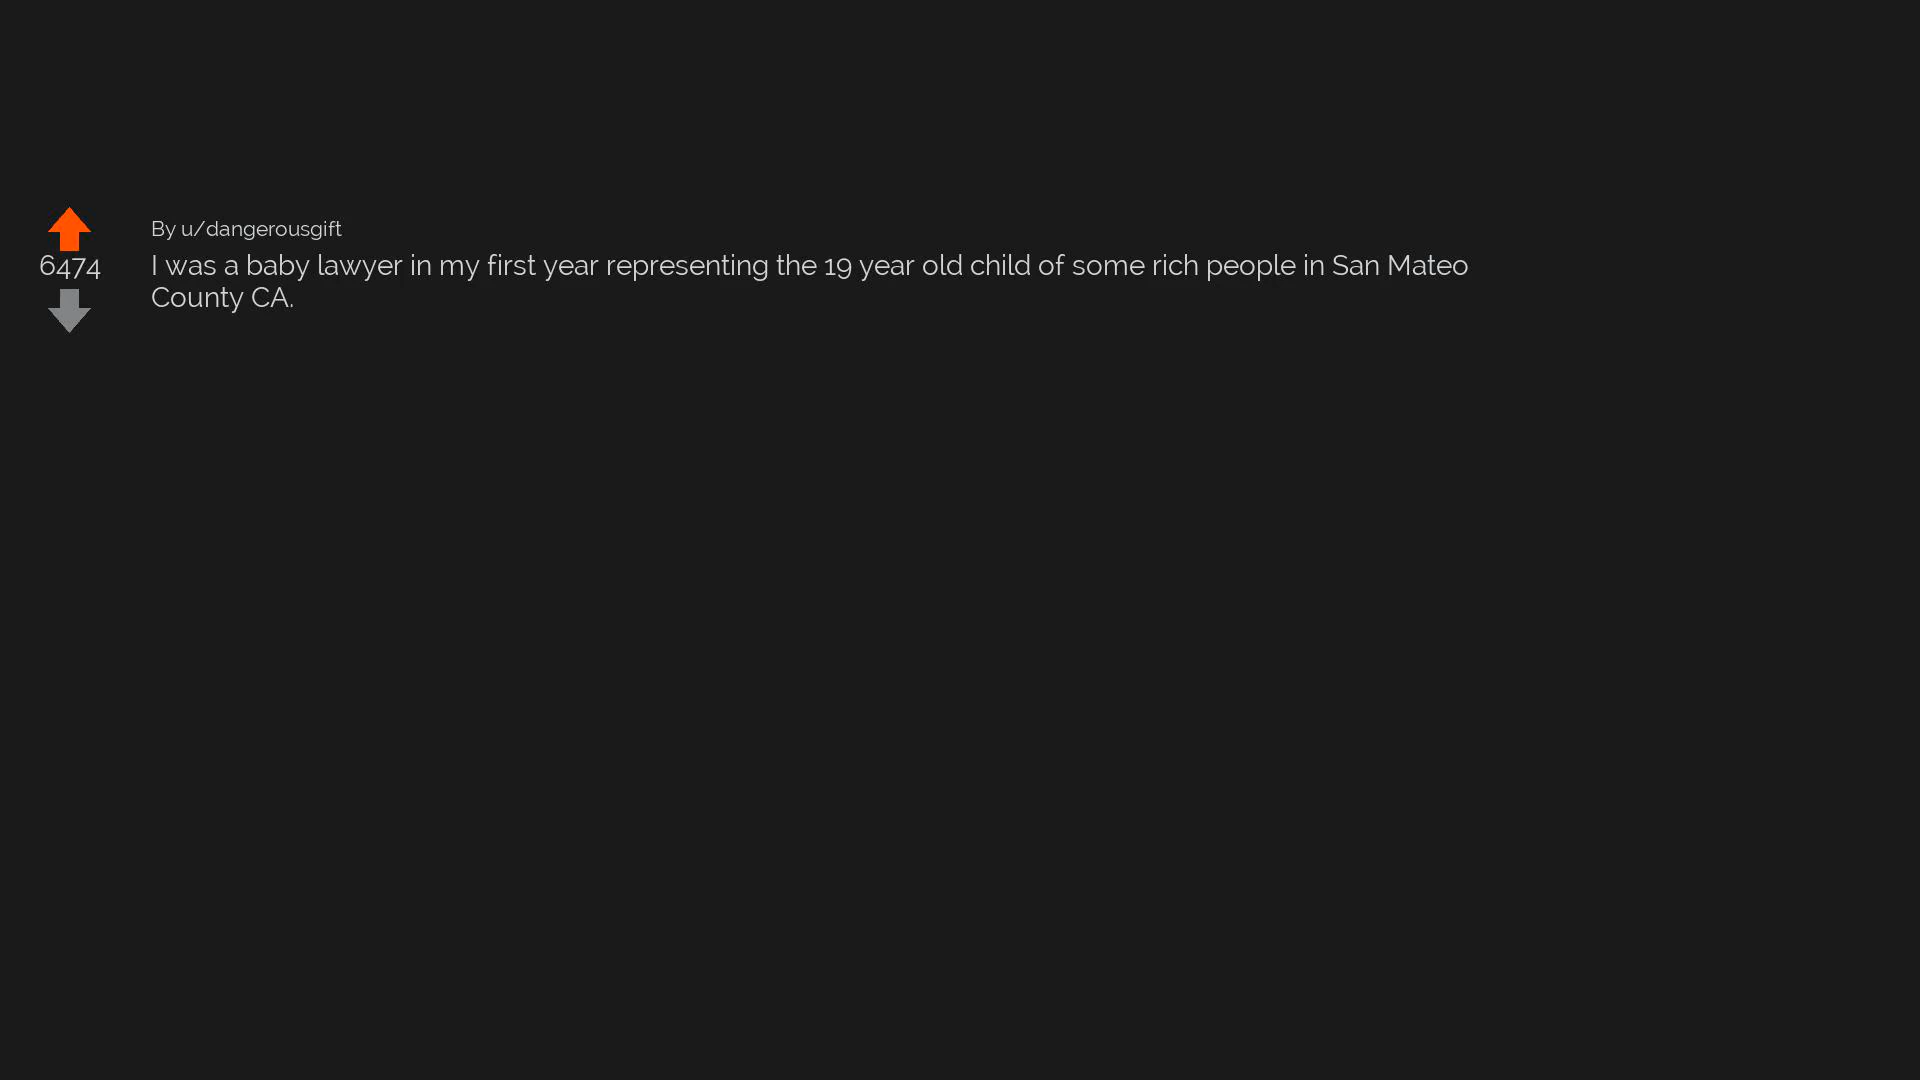 By u/dangerousgift
6474
I was a baby lawyer in my first year representing the 19 year old child of some rich people in San Mateo
County CA.